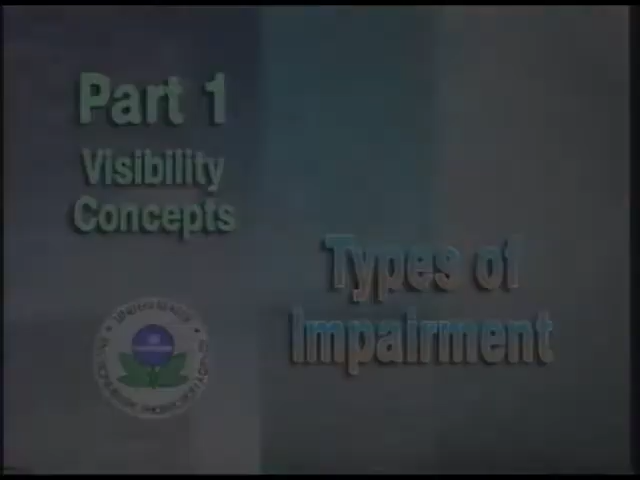 Part 1
Visibility
Concepts
Types of
Impairment